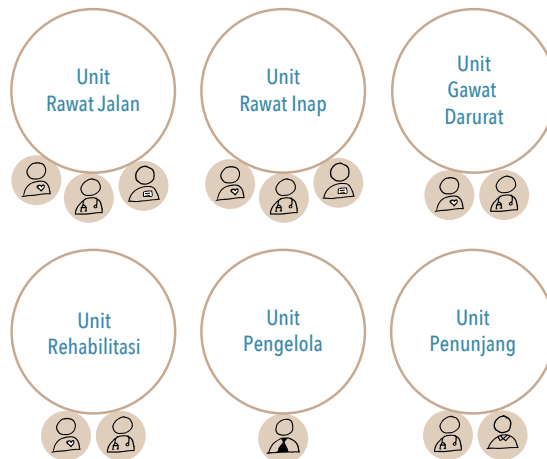 Unit
Rawat Jalan
Unit
Rawat Inap
Unit
Gawat
Darurat
Unit
Rehabilitasi
Unit
Pengelola
Unit
Penunjang